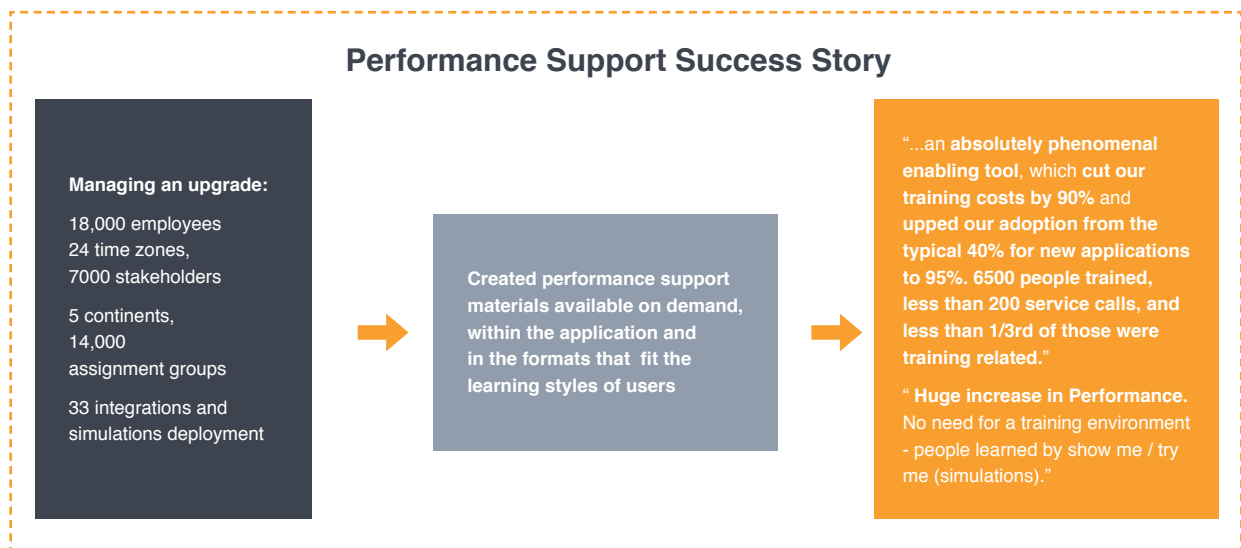 Performance Support Success Story
Managing an upgrade:
18,000 employees
24 time zones,
7000 stakeholders
5 continents,
14,000
assignment groups
33 integrations and
simulations deployment
Created performance support
materials available on demand,
within the application and
in the formats that  fit the
learning styles of users
“...an absolutely phenomenal
enabling tool, which cut our
training costs by 90% and
upped our adoption from the
typical 40% for new applications
to 95%. 6500 people trained,
less than 200 service calls, and
less than 1/3rd of those were
training related.”
“ Huge increase in Performance.
No need for a training environment
- people learned by show me / try
me (simulations).”